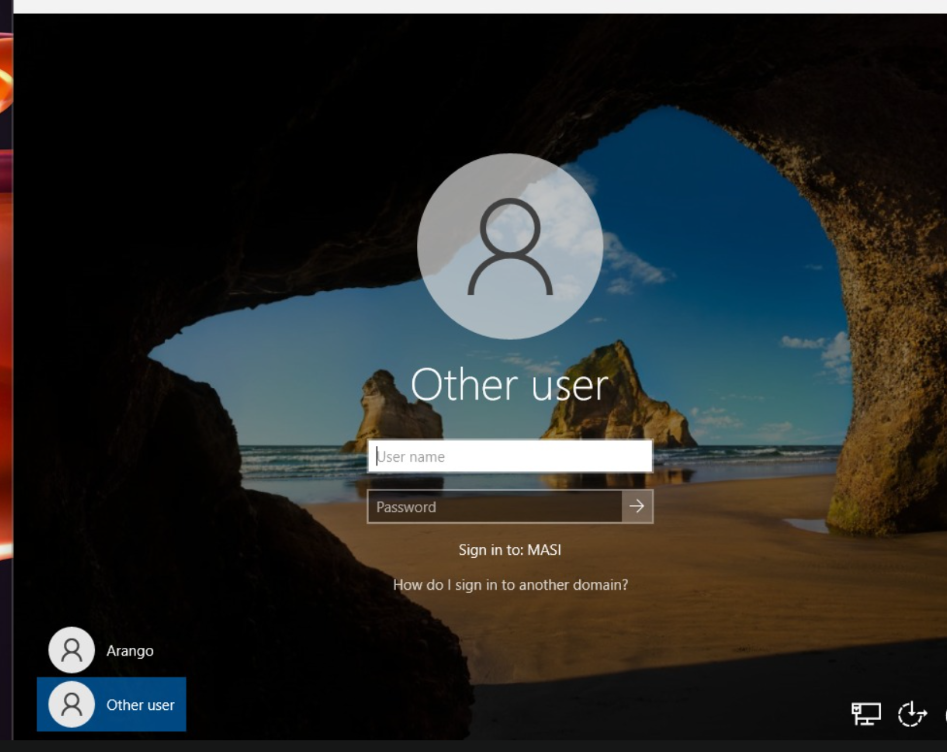 Other user
User name
Password
Sign in to: MASI
How do I sign in to another domain?
Arango
Other user